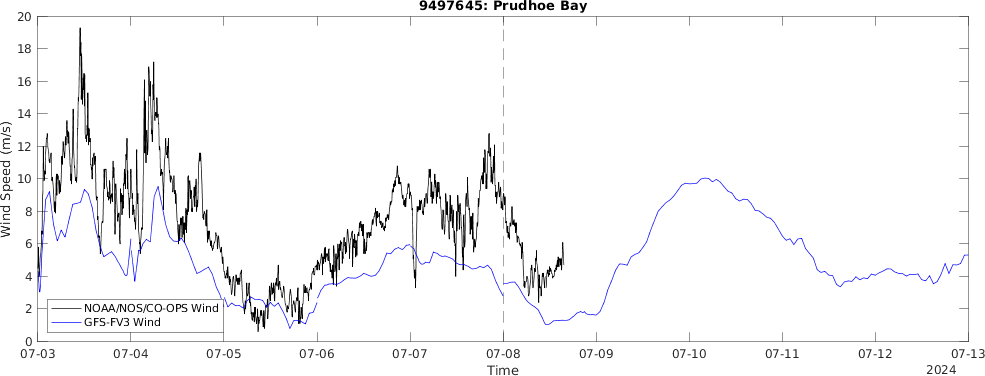 9497645: Prudhoe Bay
Wind Speed (m/s)
20
18
16
14
12
10
8
6
4
2
0
NOAA/NOS/CO-OPS Wind
GFS-FV3 Wind
07-03 07-04 07-05 07-06 07-07 07-08 07-09 07-10 07-11 07-12 07-13
Time
2024